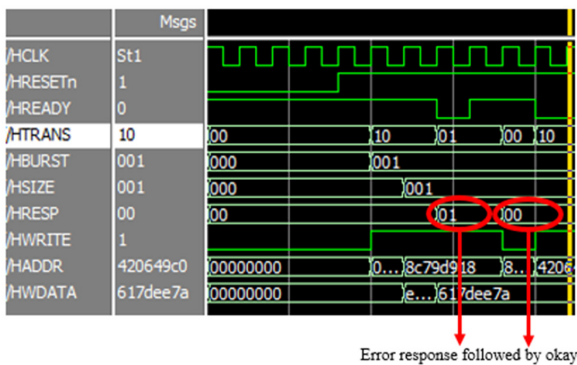 Msgs
/HCLK St1
/HRESETn 1
/HREADY 0
/HTRANS 10 00 10 01 00 10
/HBURST 001 000 001
/HSIZE 001 000 001
/HRESP 00 00 01 00
/HWRITE 1
/HADDR 420649c0 00000000 0... 8c79d918 8... 4206
/HWDATA 617dee7a 00000000 e... 617dee7a
Error response followed by okay